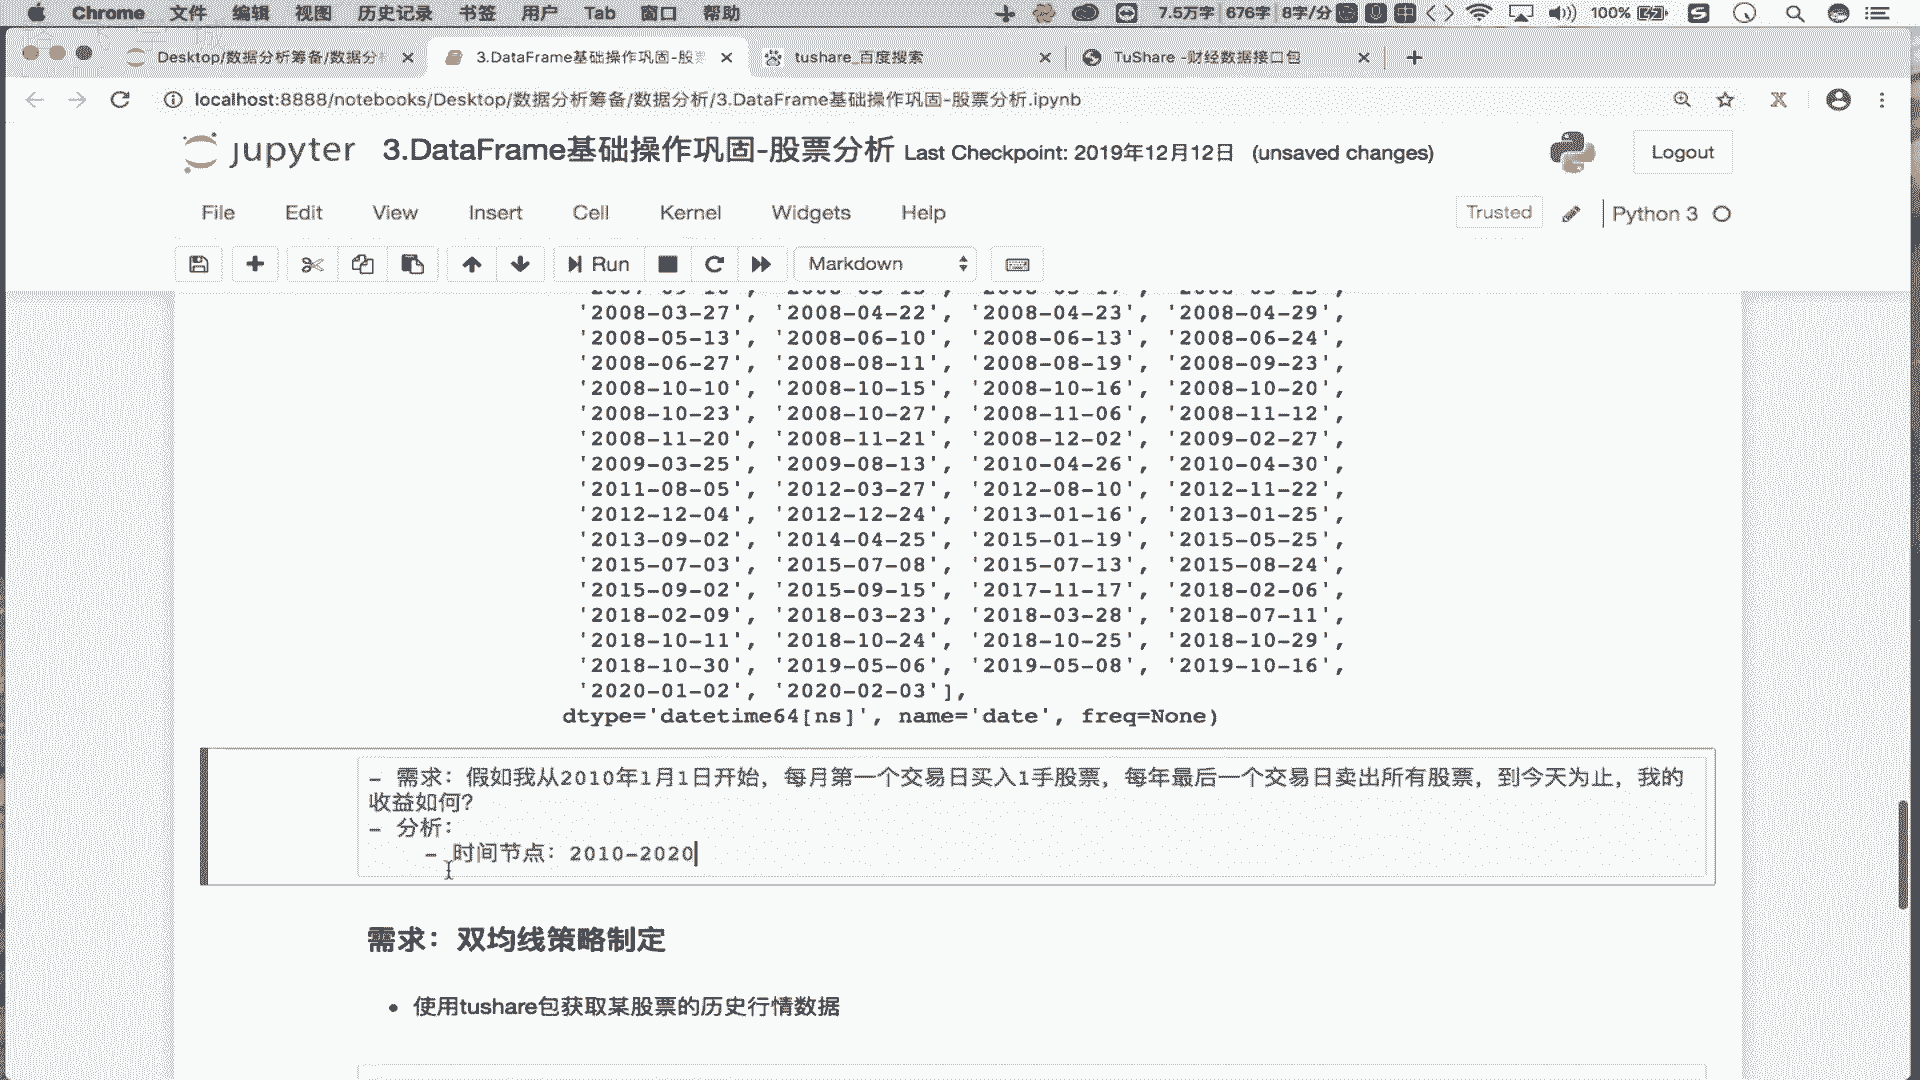 Chrome 文件 编辑 视图 历史记录 书签 用户 Tab 窗口 帮助 7.5万字 676字 8字/分 100%
Desktop/数据分析筹备/数据分 3.DataFrame基础操作巩固-股 tushare_百度搜索 TuShare -财经数据接口包
localhost:8888/notebooks/Desktop/数据分析筹备/数据分析/3.DataFrame基础操作巩固-股票分析.ipynb
jupyter 3.DataFrame基础操作巩固-股票分析 Last Checkpoint: 2019年12月12日 (unsaved changes) Logout
File Edit View Insert Cell Kernel Widgets Help Trusted Python 3
Run Markdown
'2008-03-27', '2008-04-22', '2008-04-23', '2008-04-29',
'2008-05-13', '2008-06-10', '2008-06-13', '2008-06-24',
'2008-06-27', '2008-08-11', '2008-08-19', '2008-09-23',
'2008-10-10', '2008-10-15', '2008-10-16', '2008-10-20',
'2008-10-23', '2008-10-27', '2008-11-06', '2008-11-12',
'2008-11-20', '2008-11-21', '2008-12-02', '2009-02-27',
'2009-03-25', '2009-08-13', '2010-04-26', '2010-04-30',
'2011-08-05', '2012-03-27', '2012-08-10', '2012-11-22',
'2012-12-04', '2012-12-24', '2013-01-16', '2013-01-25',
'2013-09-02', '2014-04-25', '2015-01-19', '2015-05-25',
'2015-07-03', '2015-07-08', '2015-07-13', '2015-08-24',
'2015-09-02', '2015-09-15', '2017-11-17', '2018-02-06',
'2018-02-09', '2018-03-23', '2018-03-28', '2018-07-11',
'2018-10-11', '2018-10-24', '2018-10-25', '2018-10-29',
'2018-10-30', '2019-05-06', '2019-05-08', '2019-10-16',
'2020-01-02', '2020-02-03'],
dtype='datetime64[ns]', name='date', freq=None)
- 需求：假如我从2010年1月1日开始，每月第一个交易日买入1手股票，每年最后一个交易日卖出所有股票，到今天为止，我的
收益如何？
- 分析：
- 时间节点：2010-2020
需求：双均线策略制定
• 使用tushare包获取某股票的历史行情数据